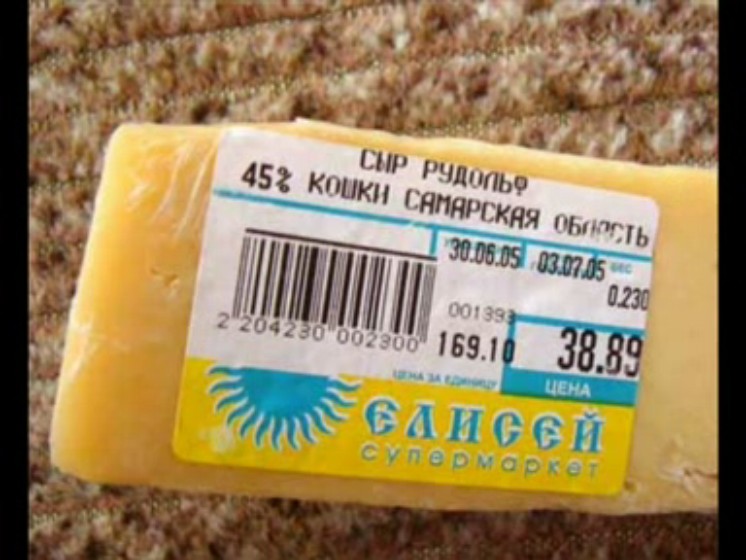 СЫР РУДОЛЬФ
45% КОШКИ САМАРСКАЯ ОБЛАСТЬ
30.06.05 03.07.05 ВЕС
0.230
001393
2 204230 002300 169.10 38.89
ЦЕНА ЗА ЕДИНИЦУ ЦЕНА
ЕЛИСЕЙ
супермаркет